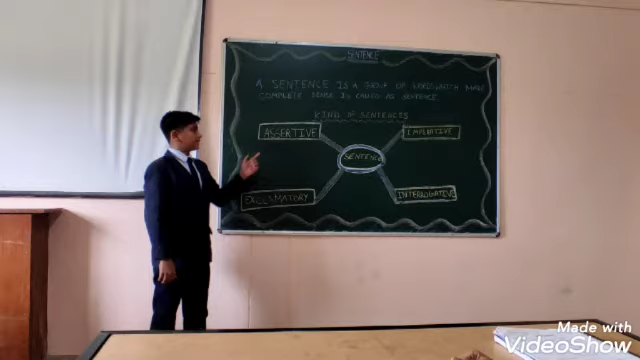 SENTENCE
A SENTENCE IS A GROUP OF WORDS WHICH MAKE
COMPLETE SENSE IS CALLED AS SENTENCE.
KIND OF SENTENCES
ASSERTIVE
IMPERATIVE
SENTENCE
EXCLAMATORY
INTERROGATIVE
Made with
VideoShow